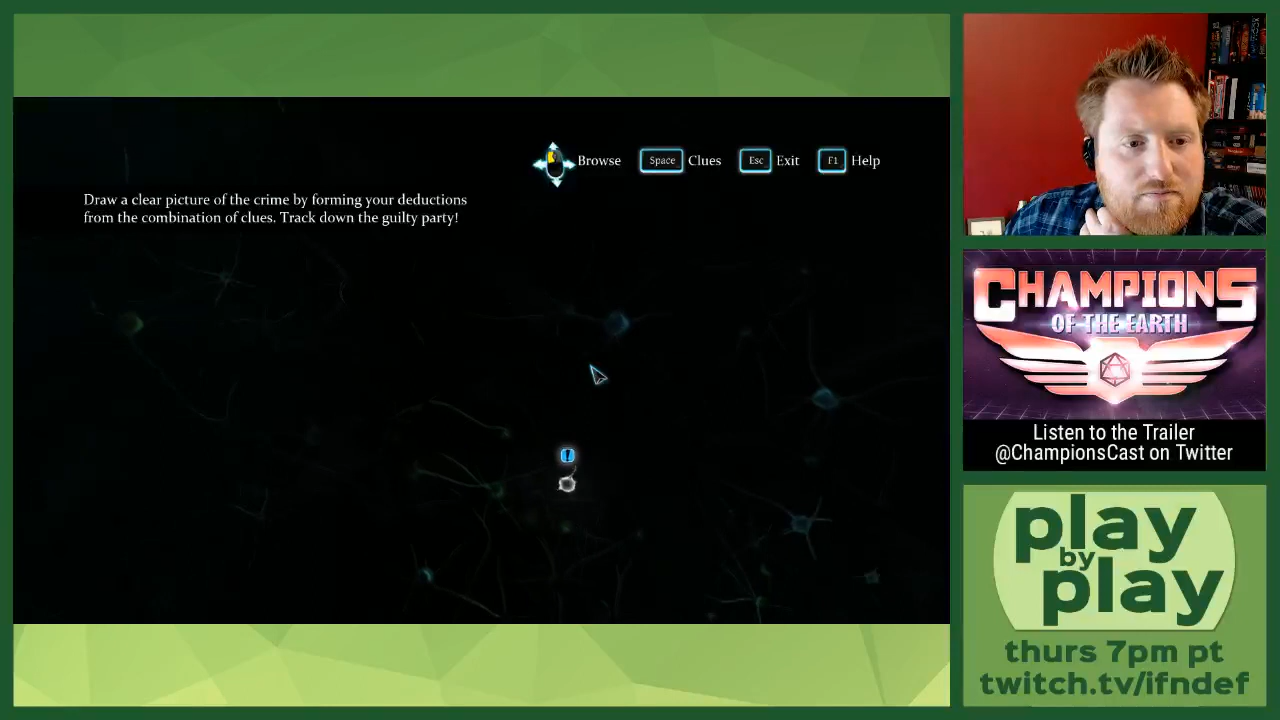 Browse
Space
Clues
Esc
Exit
F1
Help
Draw a clear picture of the crime by forming your deductions
from the combination of clues. Track down the guilty party!
CHAMPIONS
OF THE EARTH
Listen to the Trailer
@ChampionsCast on Twitter
play
by
play
thurs 7pm pt
twitch.tv/ifndef